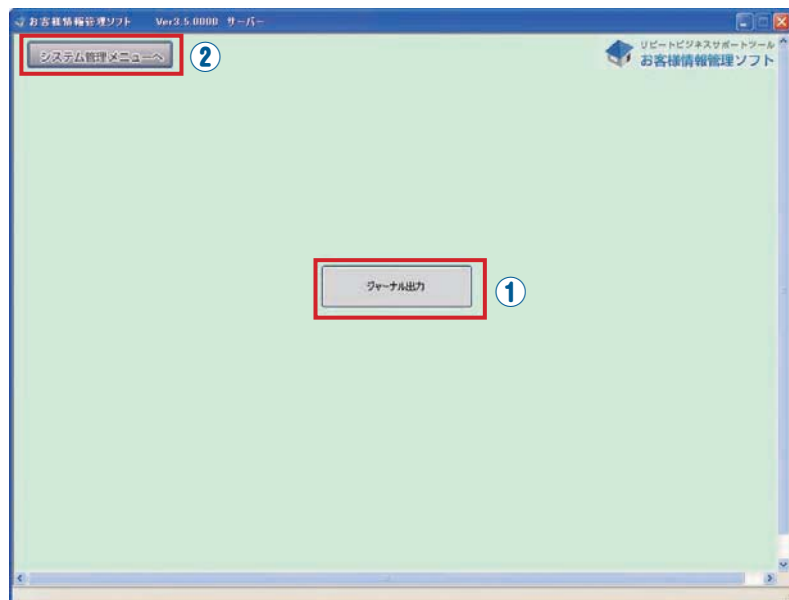 お客様情報管理ソフト Ver3.5.0000 サーバー
システム管理メニューへ
②
リピートビジネスサポートツール
お客様情報管理ソフト
ジャーナル出力
①